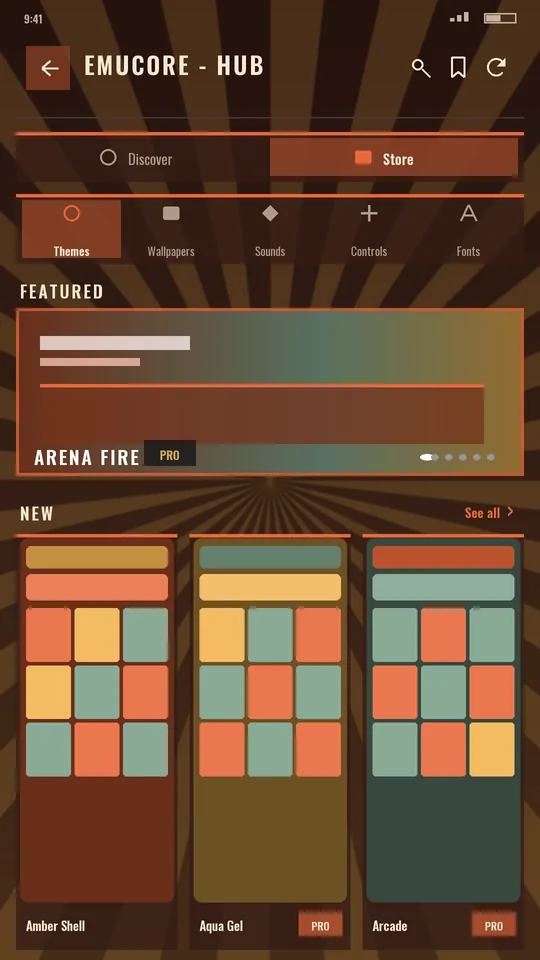 9:41
EMUCORE - HUB
Discover
Store
Themes
Wallpapers
Sounds
Controls
Fonts
FEATURED
ARENA FIRE
PRO
NEW
See all
Amber Shell
Aqua Gel
PRO
Arcade
PRO